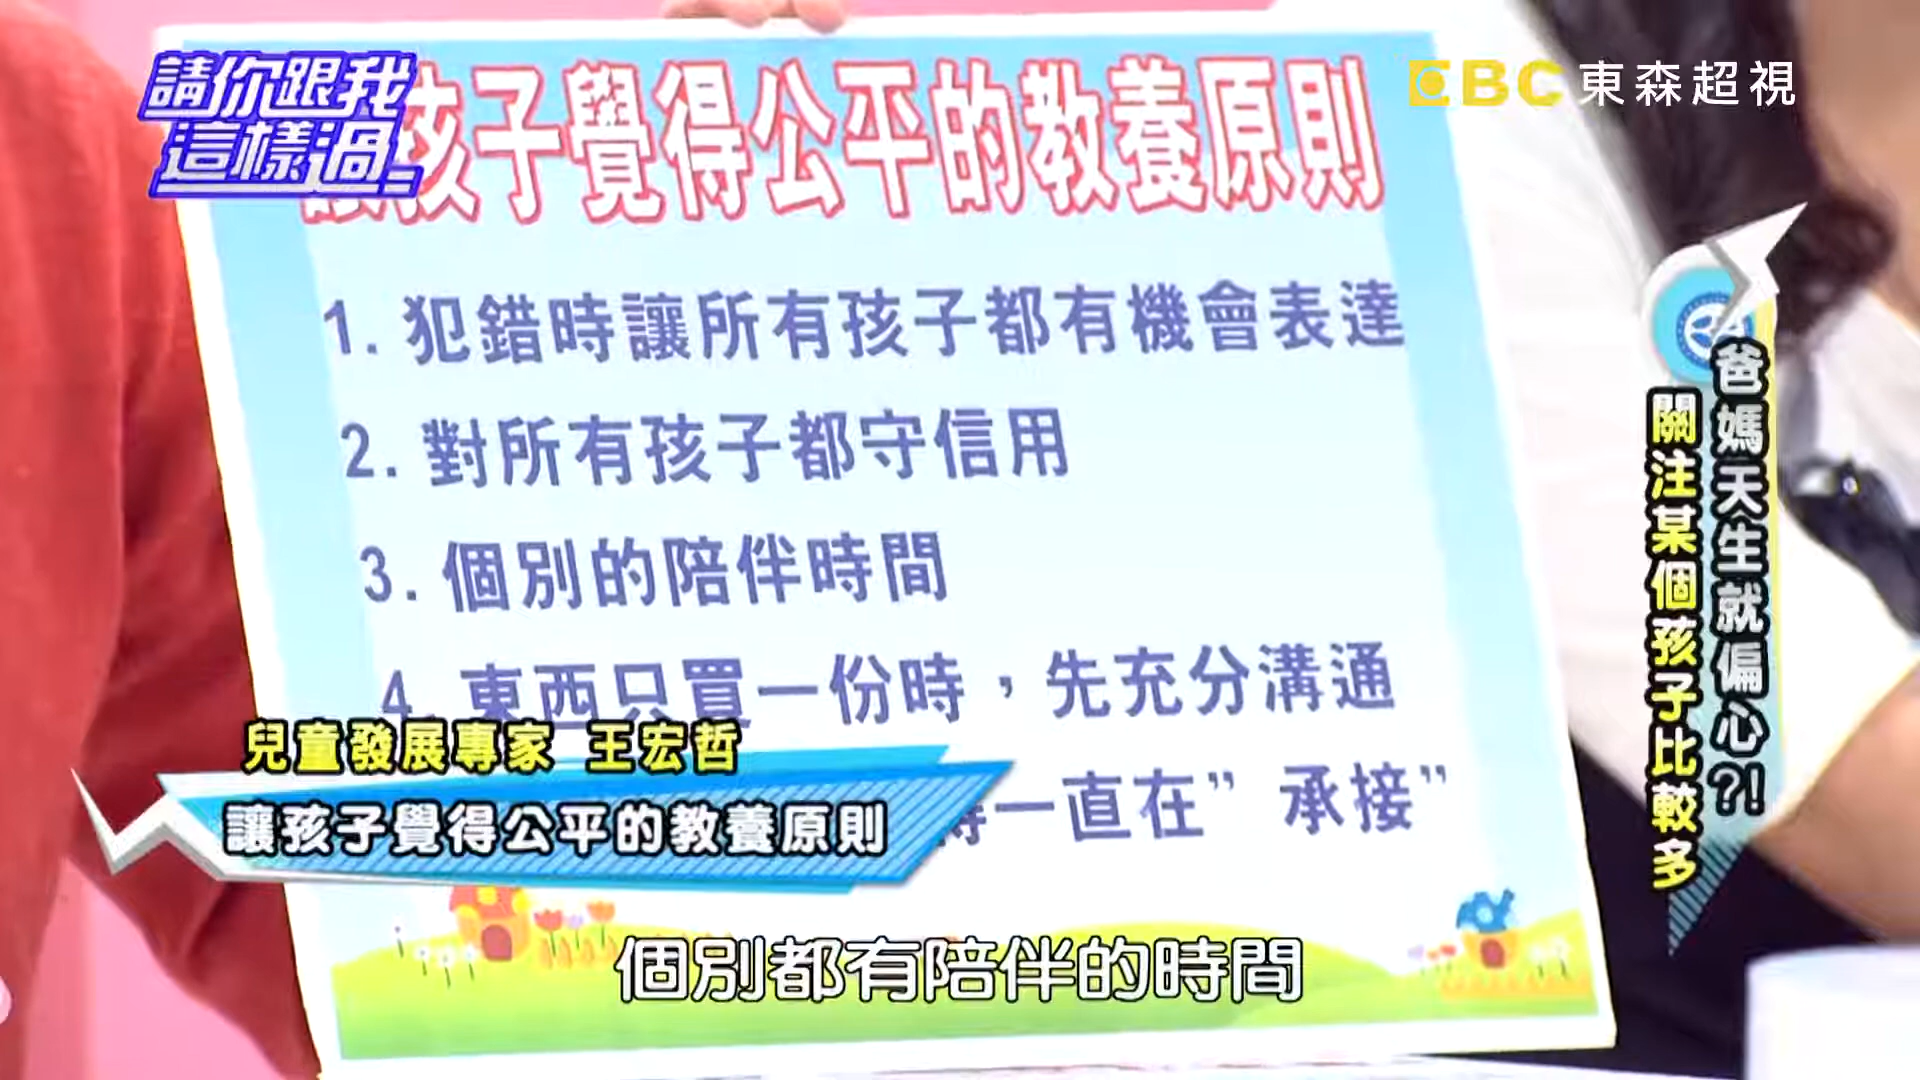 請你跟我
這樣過
EBC 東森超視
讓孩子覺得公平的教養原則
1. 犯錯時讓所有孩子都有機會表達
2. 對所有孩子都守信用
3. 個別的陪伴時間
4. 東西只買一份時，先充分溝通
一直在”承接”
爸媽天生就偏心?!
關注某個孩子比較多
兒童發展專家 王宏哲
讓孩子覺得公平的教養原則
個別都有陪伴的時間